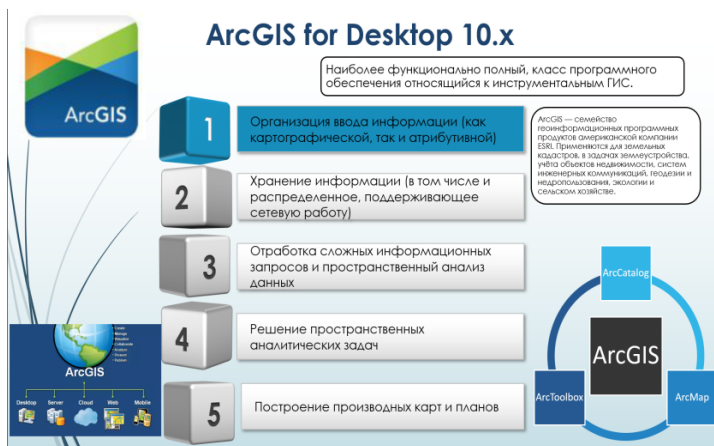 ArcGIS for Desktop 10.x
Наиболее функционально полный, класс программного
обеспечения относящийся к инструментальным ГИС.
ArcGIS
1
Организация ввода информации (как
картографической, так и атрибутивной)
ArcGIS — семейство
геоинформационных программных
продуктов американской компании
ESRI. Применяются для земельных
кадастров, в задачах землеустройства,
учёта объектов недвижимости, систем
инженерных коммуникаций, геодезии и
недропользования, экологии и
сельском хозяйстве.
2
Хранение информации (в том числе и
распределенное, поддерживающее
сетевую работу)
3
Отработка сложных информационных
запросов и пространственный анализ
данных
4
Решение пространственных
аналитических задач
5
Построение производных карт и планов
ArcCatalog
ArcGIS
ArcToolbox
ArcMap
ArcGIS
Desktop
Server
Cloud
Web
Mobile